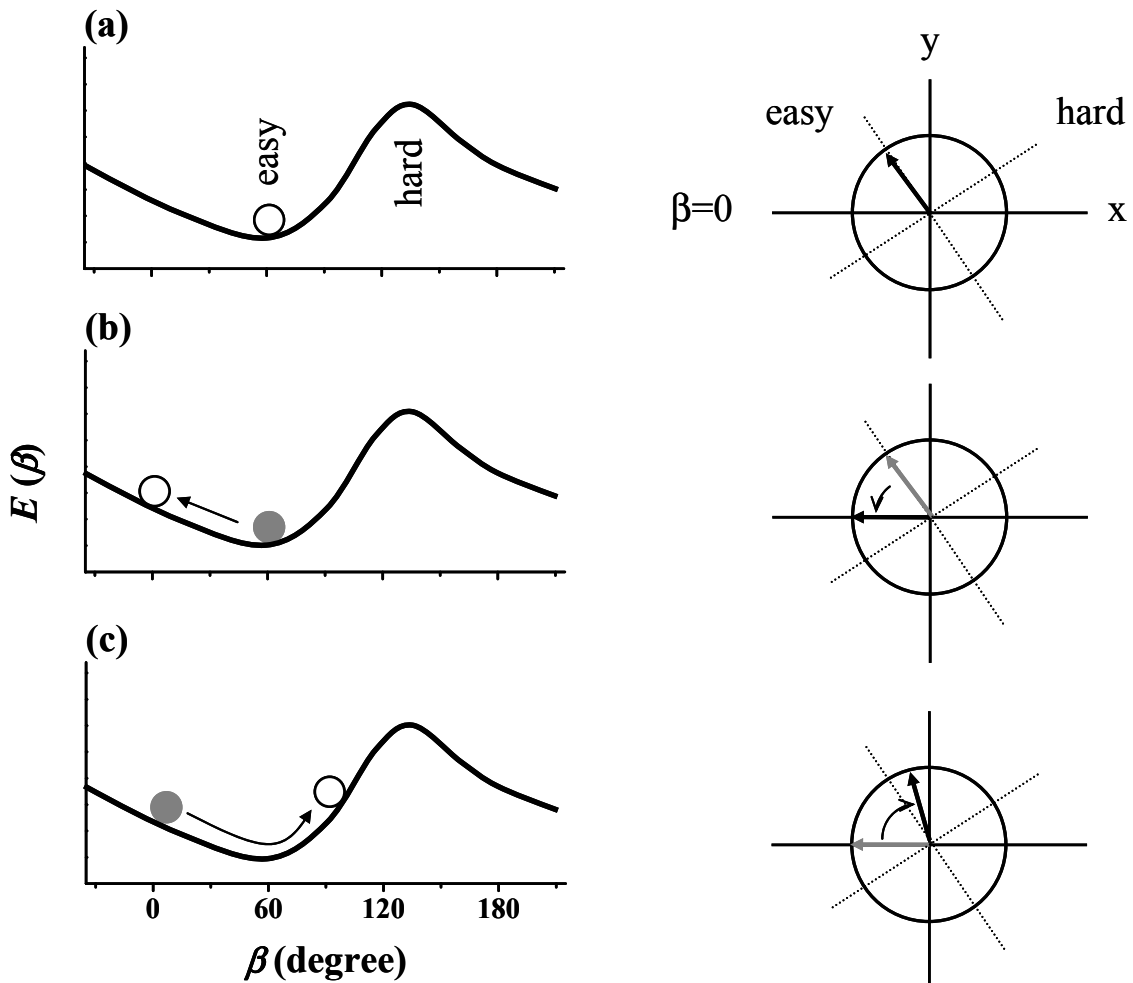 (a)
easy
hard
y
easy
hard
β=0
x
(b)
E (β)
(c)
0 60 120 180
β (degree)